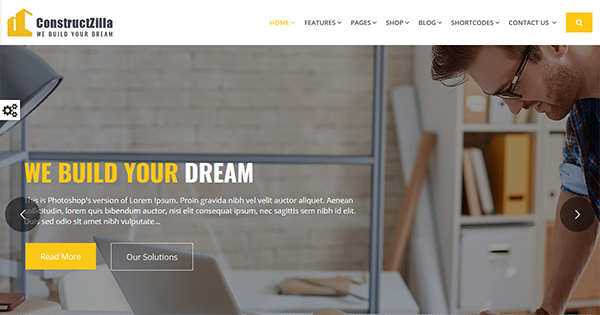 ConstructZilla
WE BUILD YOUR DREAM
HOME FEATURES PAGES SHOP BLOG SHORTCODES CONTACT US
WE BUILD YOUR DREAM
This is Photoshop's version of Lorem Ipsum. Proin gravida nibh vel velit auctor aliquet. Aenean
sollicitudin, lorem quis bibendum auctor, nisi elit consequat ipsum, nec sagittis sem nibh id elit.
Duis sed odio sit amet nibh vulputate...
Read More
Our Solutions